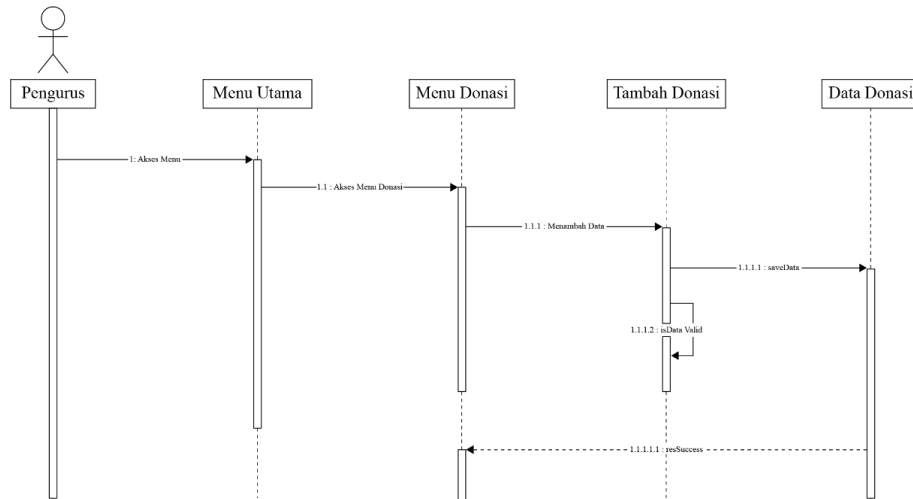 Pengurus
Menu Utama
Menu Donasi
Tambah Donasi
Data Donasi
1: Akses Menu
1.1 : Akses Menu Donasi
1.1.1 : Menambah Data
1.1.1.1 : saveData
1.1.1.2 : isData Valid
1.1.1.1.1 : resSuccess